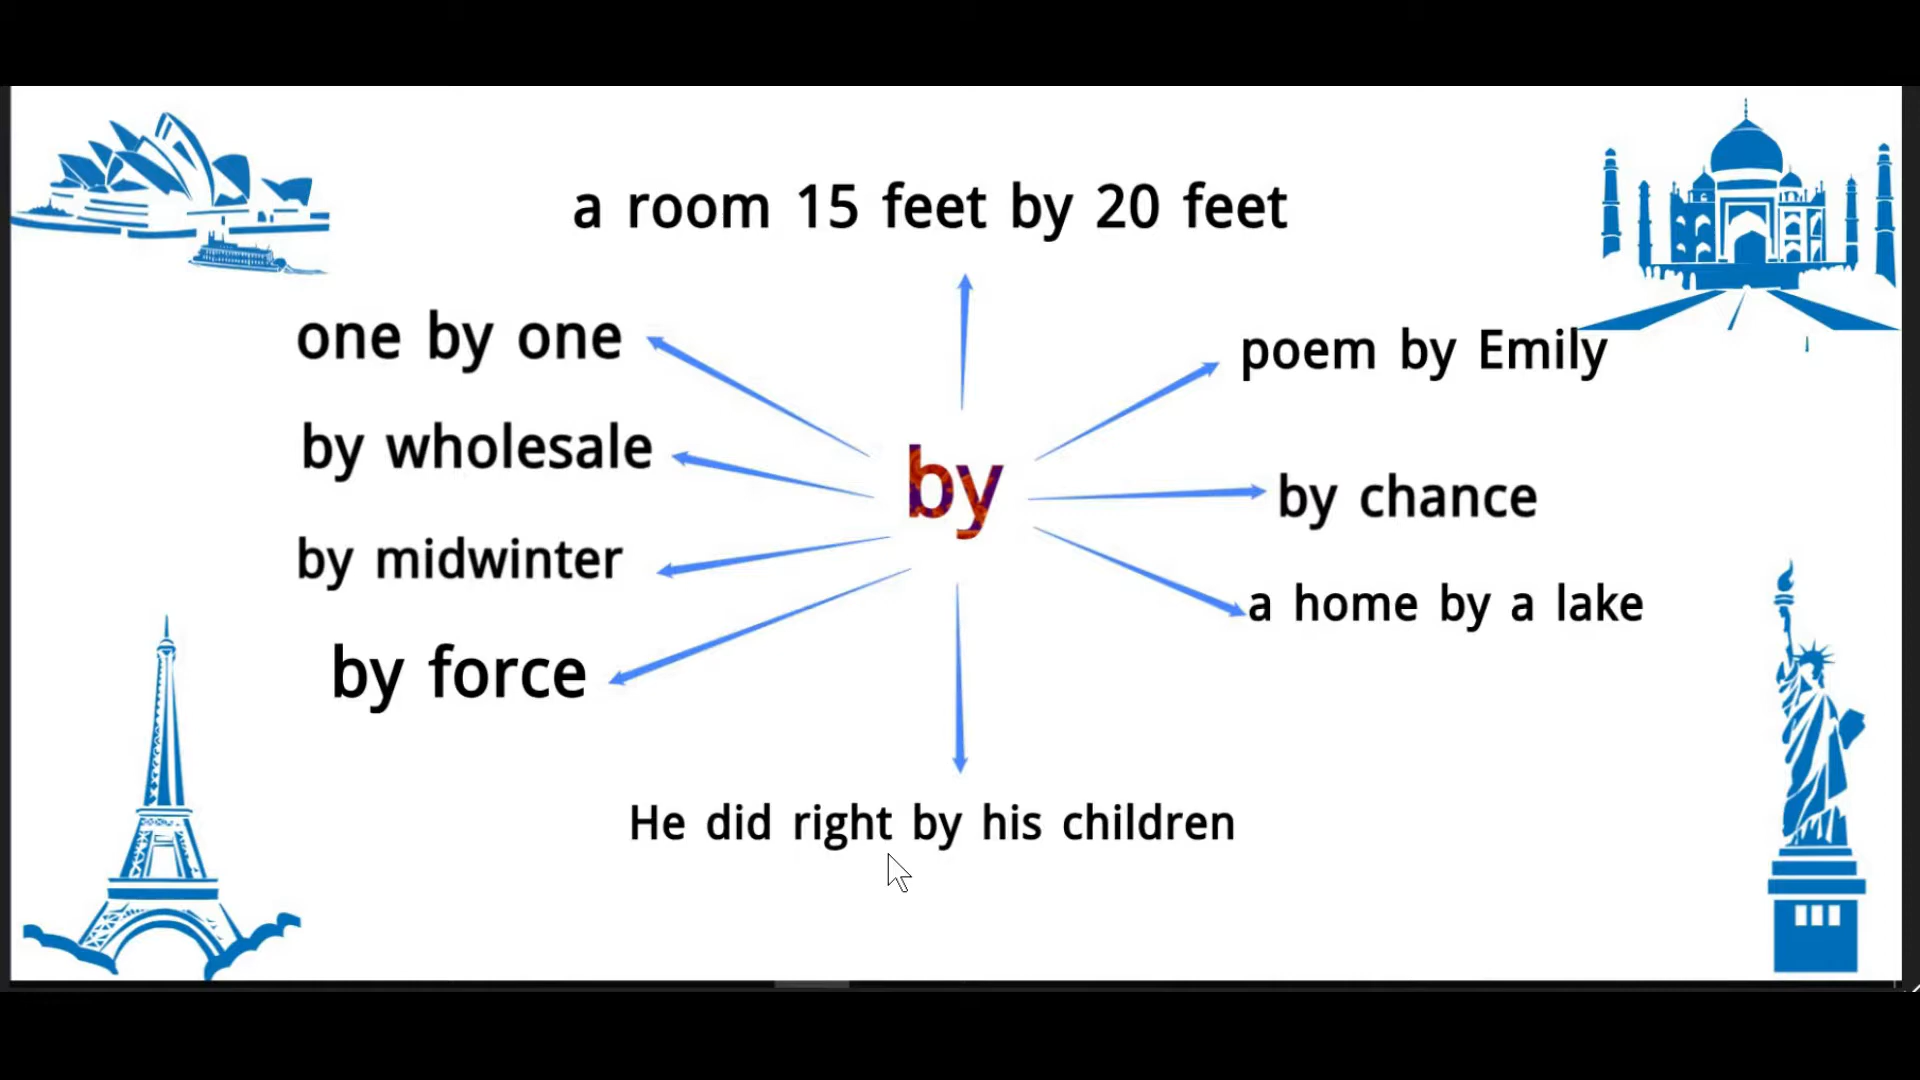 a room 15 feet by 20 feet
one by one
poem by Emily
by wholesale
by
by chance
by midwinter
a home by a lake
by force
He did right by his children